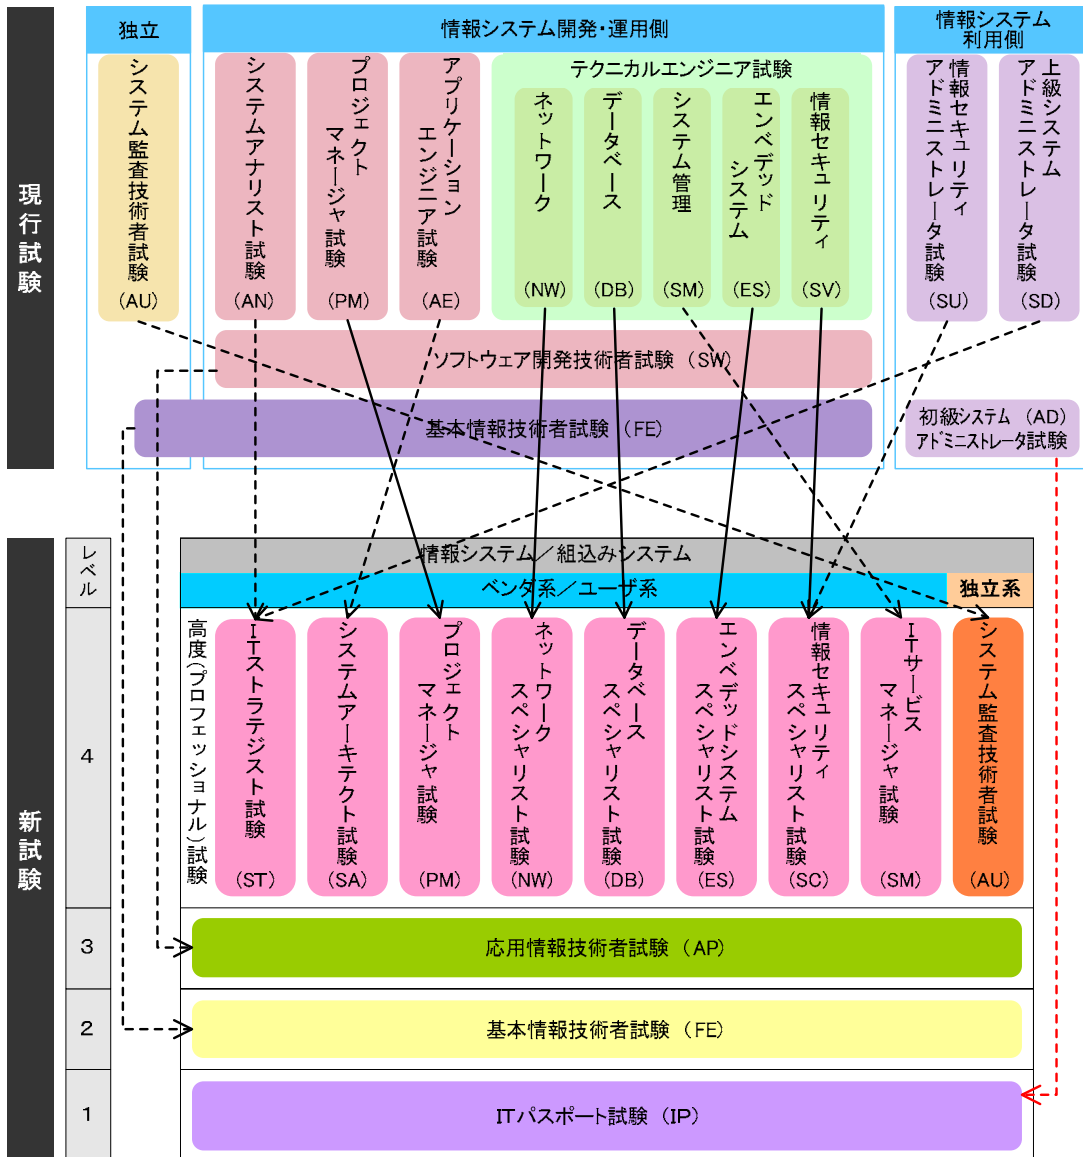 現行試験
独立
システム監査技術者試験
(AU)
情報システム開発・運用側
システムアナリスト試験
(AN)
プロジェクト
マネージャ試験
(PM)
アプリケーション
エンジニア試験
(AE)
テクニカルエンジニア試験
ネットワーク
(NW)
データベース
(DB)
システム管理
(SM)
エンベデッド
システム
(ES)
情報セキュリティ
(SV)
情報システム
利用側
情報セキュリティ
アドミニストレータ試験
(SU)
上級システム
アドミニストレータ試験
(SD)
ソフトウェア開発技術者試験(SW)
基本情報技術者試験(FE)
初級システム(AD)
アドミニストレータ試験
新試験
レベル
情報システム/組込みシステム
ベンダ系/ユーザ系
独立系
4
高度(プロフェッショナル)試験
ITストラテジスト試験
(ST)
システムアーキテクト試験
(SA)
プロジェクト
マネージャ試験
(PM)
ネットワーク
スペシャリスト試験
(NW)
データベース
スペシャリスト試験
(DB)
エンベデッドシステム
スペシャリスト試験
(ES)
情報セキュリティ
スペシャリスト試験
(SC)
ITサービス
マネージャ試験
(SM)
システム監査技術者試験
(AU)
3
応用情報技術者試験(AP)
2
基本情報技術者試験(FE)
1
ITパスポート試験(IP)